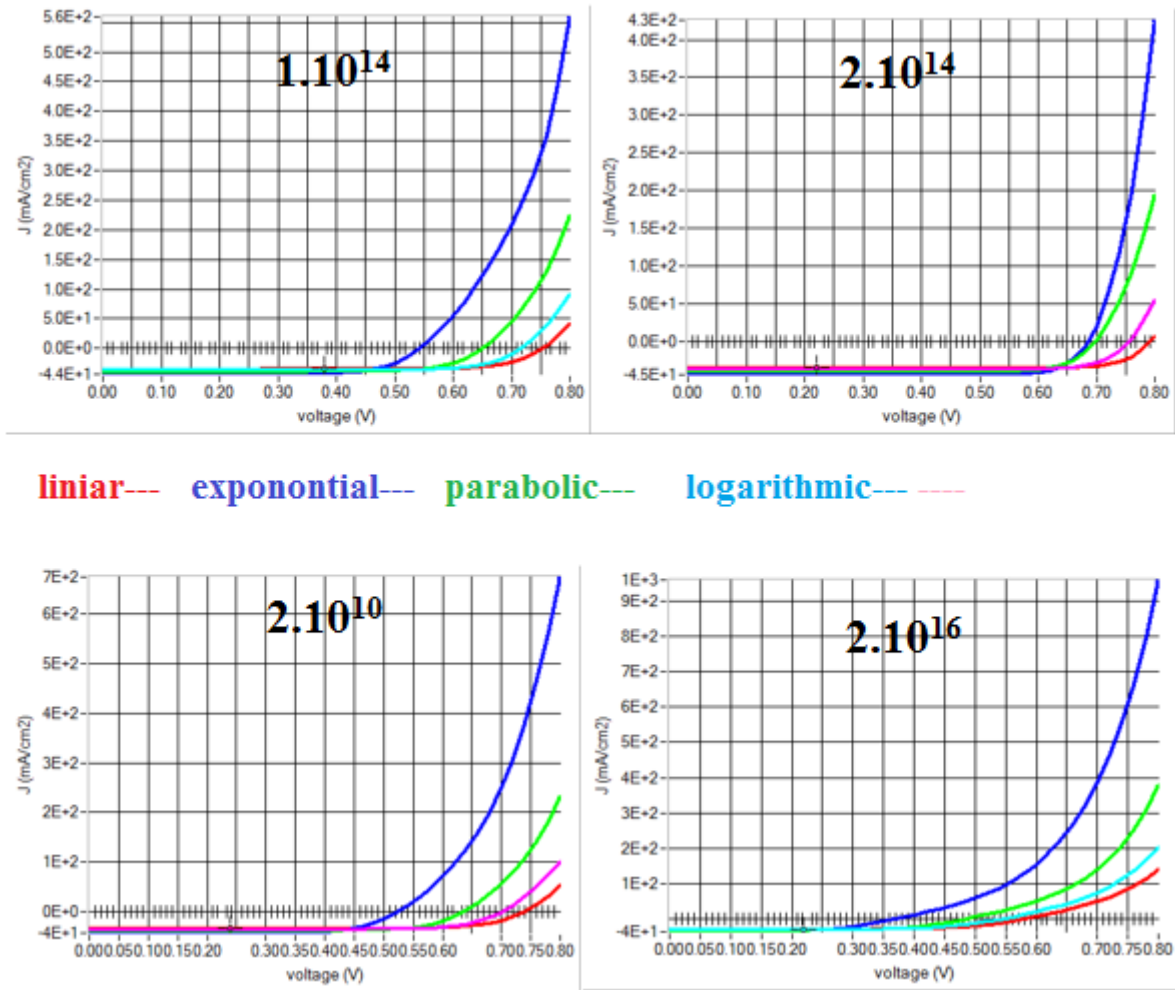 5.6E+2
5.0E+2
4.5E+2
4.0E+2
3.5E+2
3.0E+2
2.5E+2
2.0E+2
1.5E+2
1.0E+2
5.0E+1
0.0E+0
-4.4E+1
J (mA/cm2)
1.10¹⁴
0.00 0.10 0.20 0.30 0.40 0.50 0.60 0.70 0.80
voltage (V)
4.3E+2
4.0E+2
3.5E+2
3.0E+2
2.5E+2
2.0E+2
1.5E+2
1.0E+2
5.0E+1
0.0E+0
-4.5E+1
J (mA/cm2)
2.10¹⁴
0.00 0.10 0.20 0.30 0.40 0.50 0.60 0.70 0.80
voltage (V)
liniar--- exponontial--- parabolic--- logarithmic--- ----
7E+2
6E+2
5E+2
4E+2
3E+2
2E+2
1E+2
0E+0
-4E+1
J (mA/cm2)
2.10¹⁰
0.000.050.100.150.20 0.300.350.400.450.500.550.60 0.700.750.80
voltage (V)
1E+3
9E+2
8E+2
7E+2
6E+2
5E+2
4E+2
3E+2
2E+2
1E+2
-4E+1
J (mA/cm2)
2.10¹⁶
0.000.050.100.150.20 0.300.350.400.450.500.550.60 0.700.750.80
voltage (V)